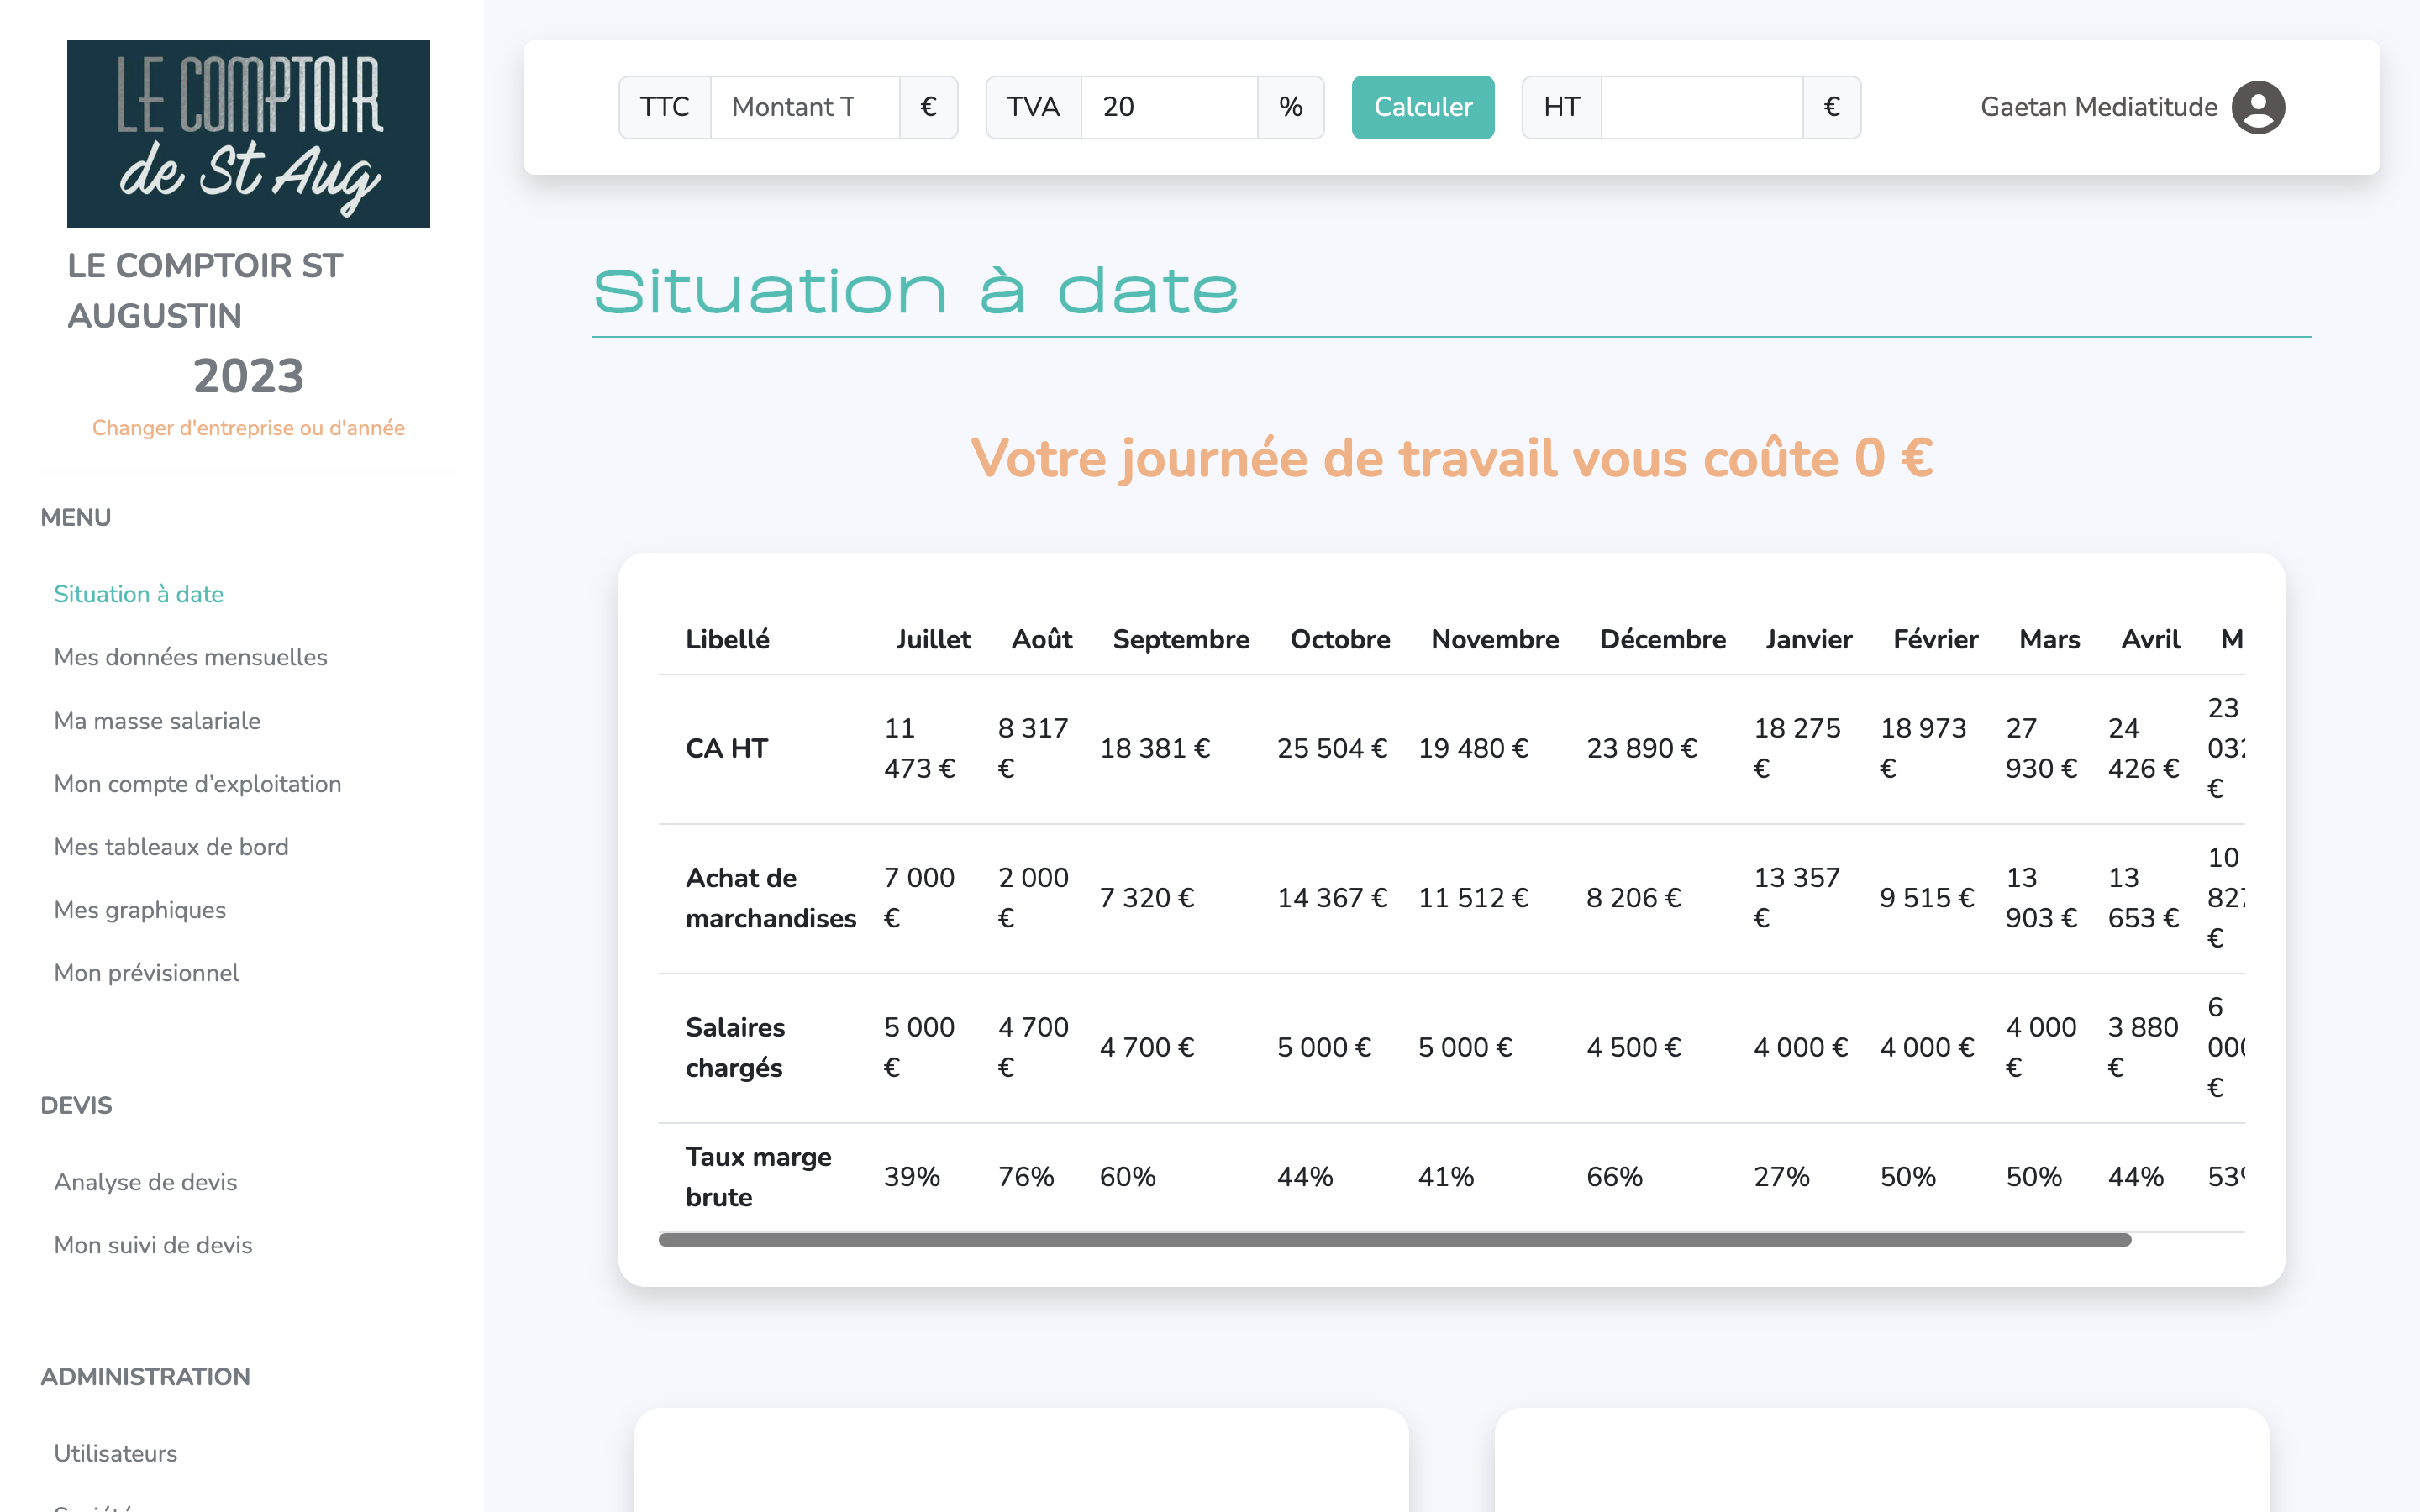 LE COMPTOIR
de St Aug
LE COMPTOIR ST
AUGUSTIN
2023
Changer d'entreprise ou d'année
MENU
Situation à date
Mes données mensuelles
Ma masse salariale
Mon compte d’exploitation
Mes tableaux de bord
Mes graphiques
Mon prévisionnel
DEVIS
Analyse de devis
Mon suivi de devis
ADMINISTRATION
Utilisateurs
TTC Montant T € TVA 20 % Calculer HT € Gaetan Mediatitude
Situation à date
Votre journée de travail vous coûte 0 €
Libellé Juillet Août Septembre Octobre Novembre Décembre Janvier Février Mars Avril M
CA HT 11 473 € 8 317 € 18 381 € 25 504 € 19 480 € 23 890 € 18 275 € 18 973 € 27 930 € 24 426 € 23 032 €
Achat de marchandises 7 000 € 2 000 € 7 320 € 14 367 € 11 512 € 8 206 € 13 357 € 9 515 € 13 903 € 13 653 € 10 827 €
Salaires chargés 5 000 € 4 700 € 4 700 € 5 000 € 5 000 € 4 500 € 4 000 € 4 000 € 4 000 € 3 880 € 6 000 €
Taux marge brute 39% 76% 60% 44% 41% 66% 27% 50% 50% 44% 53%